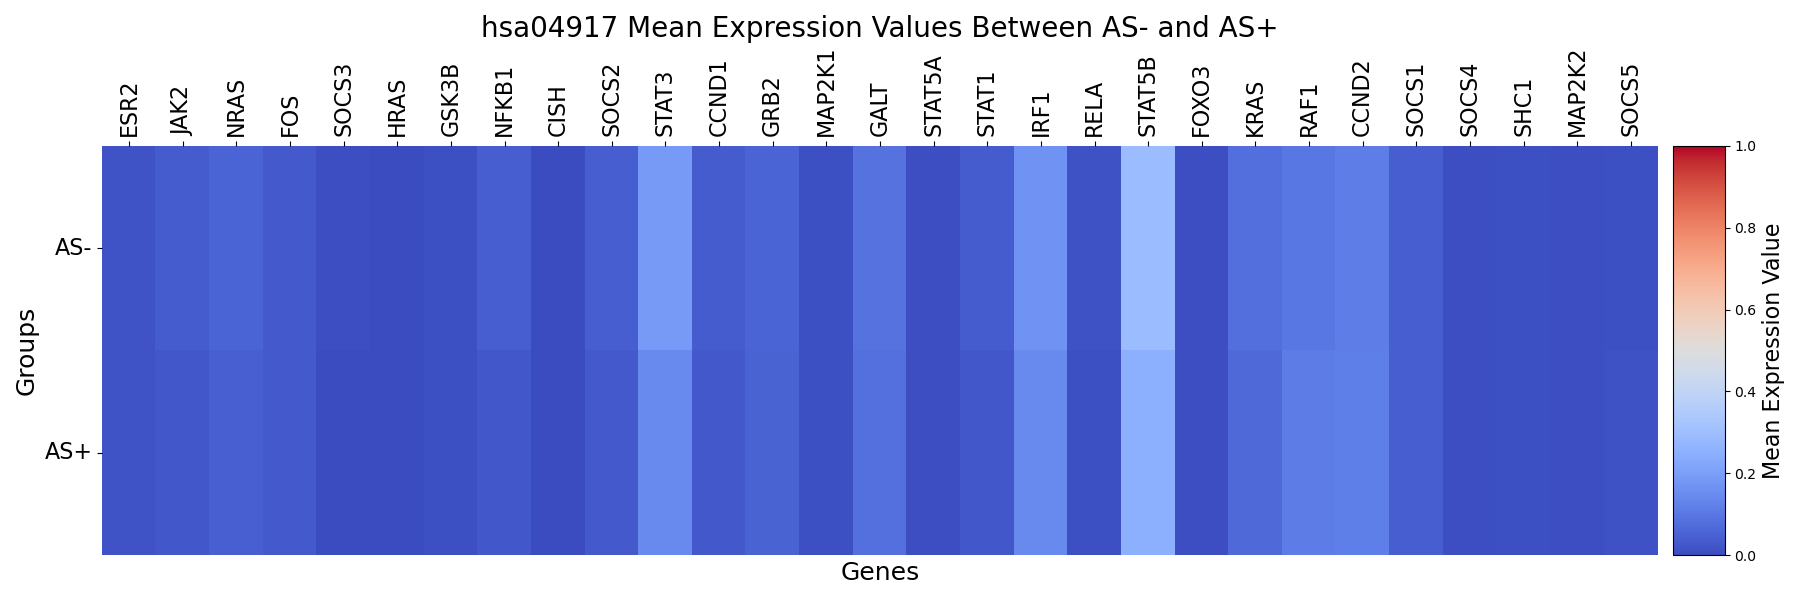 hsa04917 Mean Expression Values Between AS- and AS+
ESR2
JAK2
NRAS
FOS
SOCS3
HRAS
GSK3B
NFKB1
CISH
SOCS2
STAT3
CCND1
GRB2
MAP2K1
GALT
STAT5A
STAT1
IRF1
RELA
STAT5B
FOXO3
KRAS
RAF1
CCND2
SOCS1
SOCS4
SHC1
MAP2K2
SOCS5
AS-
AS+
Groups
Genes
1.0
0.8
0.6
0.4
0.2
0.0
Mean Expression Value